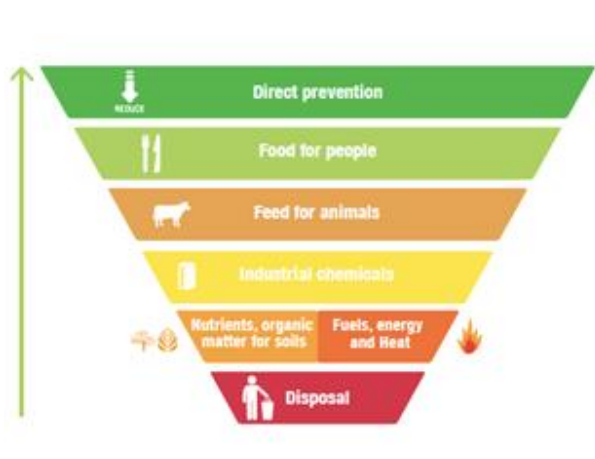 REDUCE
Direct prevention
Food for people
Feed for animals
Industrial chemicals
Nutrients, organic
matter for soils
Fuels, energy
and Heat
Disposal